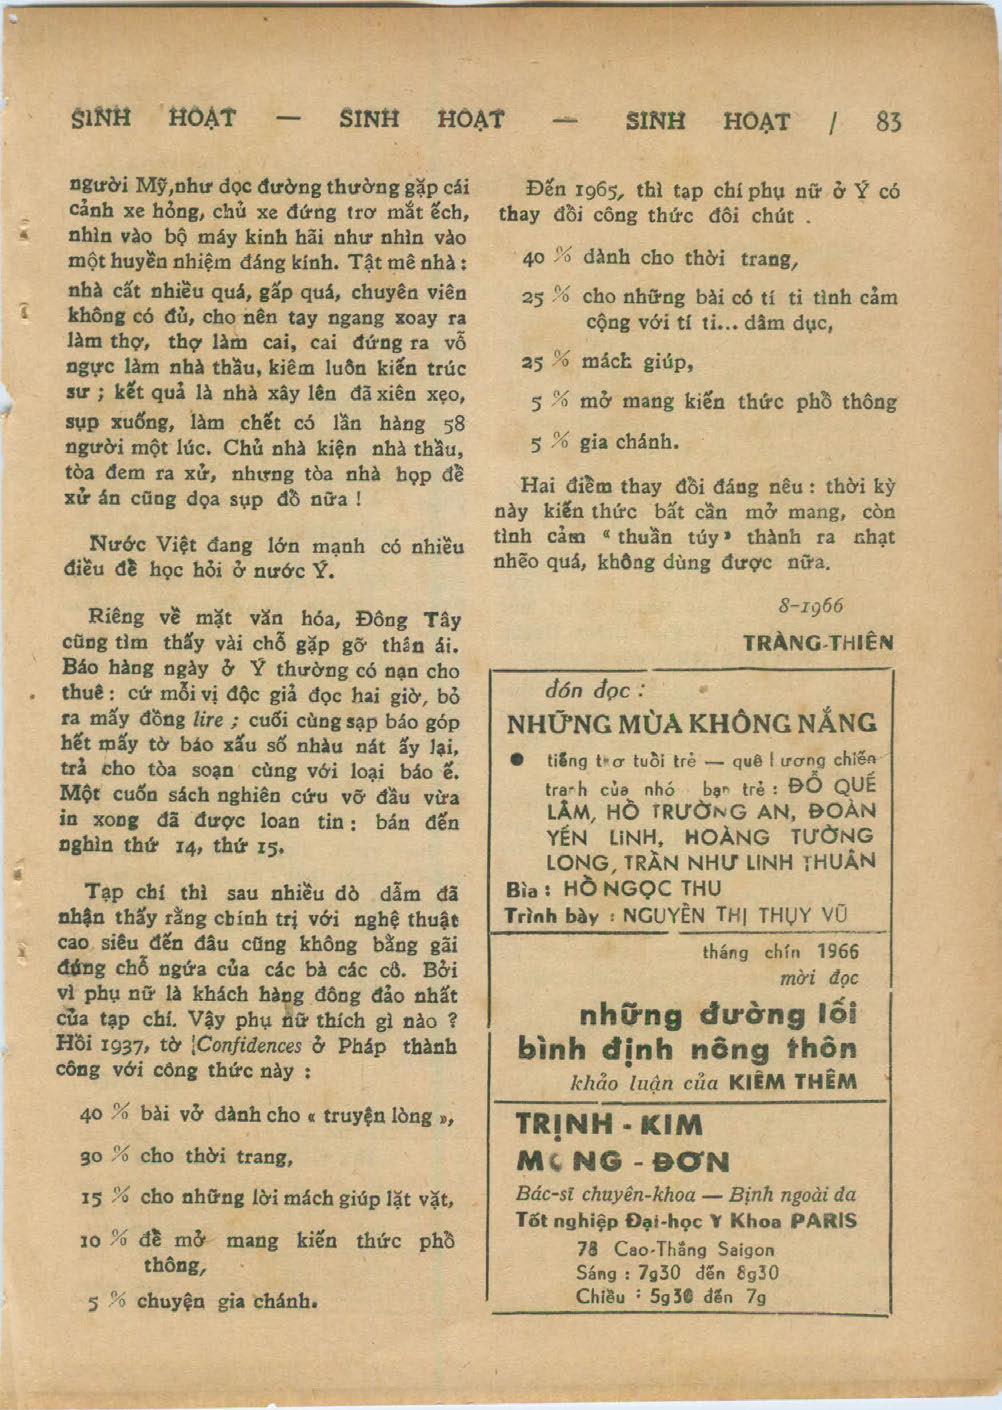 SINH HOẠT — SINH HOẠT — SINH HOẠT / 83
người Mỹ,như dọc đường thường gặp cái
cảnh xe hỏng, chủ xe đứng trơ mắt ếch,
nhìn vào bộ máy kinh hãi như nhìn vào
một huyền nhiệm đáng kính. Tật mê nhà :
nhà cất nhiều quá, gấp quá, chuyên viên
không có đủ, cho nên tay ngang xoay ra
làm thợ, thợ làm cai, cai đứng ra vỗ
ngực làm nhà thầu, kiêm luôn kiến trúc
sư ; kết quả là nhà xây lên đã xiên xẹo,
sụp xuống, làm chết có lần hàng 58
người một lúc. Chủ nhà kiện nhà thầu,
tòa đem ra xử, nhưng tòa nhà họp để
xử án cũng dọa sụp đổ nữa !
Nước Việt đang lớn mạnh có nhiều
điều để học hỏi ở nước Ý.
Riêng về mặt văn hóa, Đông Tây
cũng tìm thấy vài chỗ gặp gỡ thân ái.
Báo hàng ngày ở Ý thường có nạn cho
thuê : cứ mỗi vị độc giả đọc hai giờ, bỏ
ra mấy đồng lire ; cuối cùng sạp báo góp
hết mấy tờ báo xấu số nhàu nát ấy lại,
trả cho tòa soạn cùng với loại báo ế.
Một cuốn sách nghiên cứu vỡ đầu vừa
in xong đã được loan tin : bán đến
nghìn thứ 14, thứ 15.
Tạp chí thì sau nhiều dò dẫm đã
nhận thấy rằng chính trị với nghệ thuật
cao siêu đến đâu cũng không bằng gãi
đúng chỗ ngứa của các bà các cô. Bởi
vì phụ nữ là khách hàng đông đảo nhất
của tạp chí. Vậy phụ nữ thích gì nào ?
Hồi 1937, tờ Confidences ở Pháp thành
công với công thức này :
40 % bài vở dành cho « truyện lòng »,
30 % cho thời trang,
15 % cho những lời mách giúp lặt vặt,
10 % để mở mang kiến thức phổ
thông,
5 % chuyện gia chánh.
Đến 1965, thì tạp chí phụ nữ ở Ý có
thay đổi công thức đôi chút .
40 % dành cho thời trang,
25 % cho những bài có tí ti tình cảm
cộng với tí ti... dâm dục,
25 % mách giúp,
5 % mở mang kiến thức phổ thông
5 % gia chánh.
Hai điểm thay đổi đáng nêu : thời kỳ
này kiến thức bất cần mở mang, còn
tình cảm « thuần túy » thành ra nhạt
nhẽo quá, không dùng được nữa.
8-1966
TRÀNG-THIÊN
đón đọc :
NHỮNG MÙA KHÔNG NẮNG
● tiếng thơ tuổi trẻ — quê hương chiến
tranh của nhóm bạn trẻ : ĐỖ QUẾ
LÂM, HỒ TRƯỜNG AN, ĐOÀN
YẾN LINH, HOÀNG TƯỜNG
LONG, TRẦN NHƯ LINH THUẦN
Bìa : HỒ NGỌC THU
Trình bày : NGUYỄN THỊ THỤY VŨ
tháng chín 1966
mời đọc
những đường lối
bình định nông thôn
khảo luận của KIÊM THÊM
TRỊNH - KIM
MỘNG - ĐƠN
Bác-sĩ chuyên-khoa — Bịnh ngoài da
Tốt nghiệp Đại-học Y Khoa PARIS
78 Cao-Thắng Saigon
Sáng : 7g30 đến 8g30
Chiều : 5g30 đến 7g